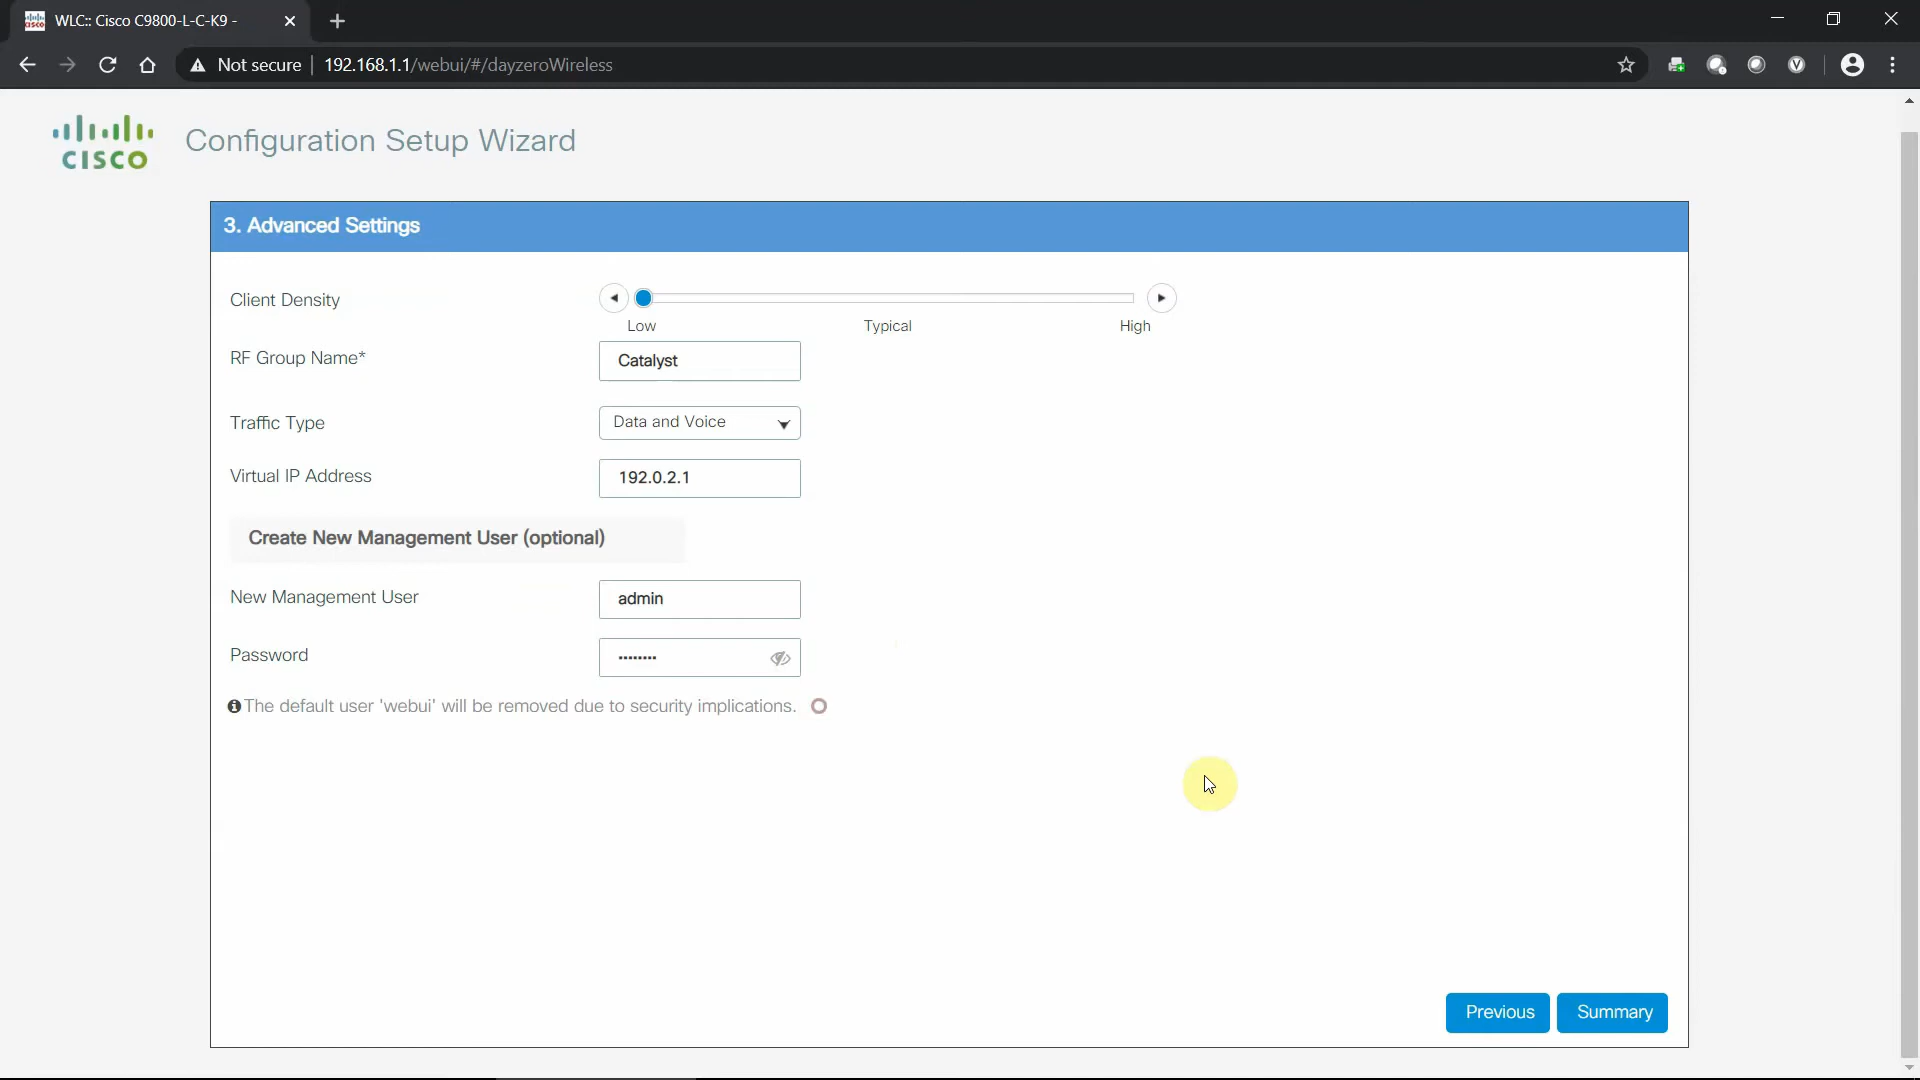 WLC:: Cisco C9800-L-C-K9 -
Not secure 192.168.1.1/webui/#/dayzeroWireless
CISCO Configuration Setup Wizard
3. Advanced Settings
Client Density
Low Typical High
RF Group Name* Catalyst
Traffic Type Data and Voice
Virtual IP Address 192.0.2.1
Create New Management User (optional)
New Management User admin
Password ········
The default user 'webui' will be removed due to security implications.
Previous Summary